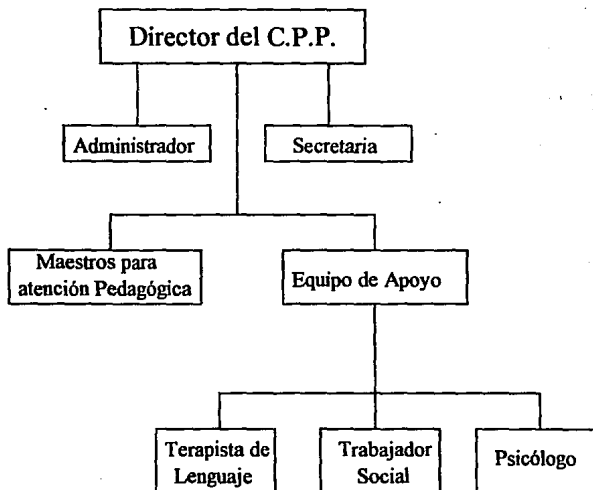 Director del C.P.P.
Administrador
Secretaria
Maestros para
atención Pedagógica
Equipo de Apoyo
Terapista de
Lenguaje
Trabajador
Social
Psicólogo